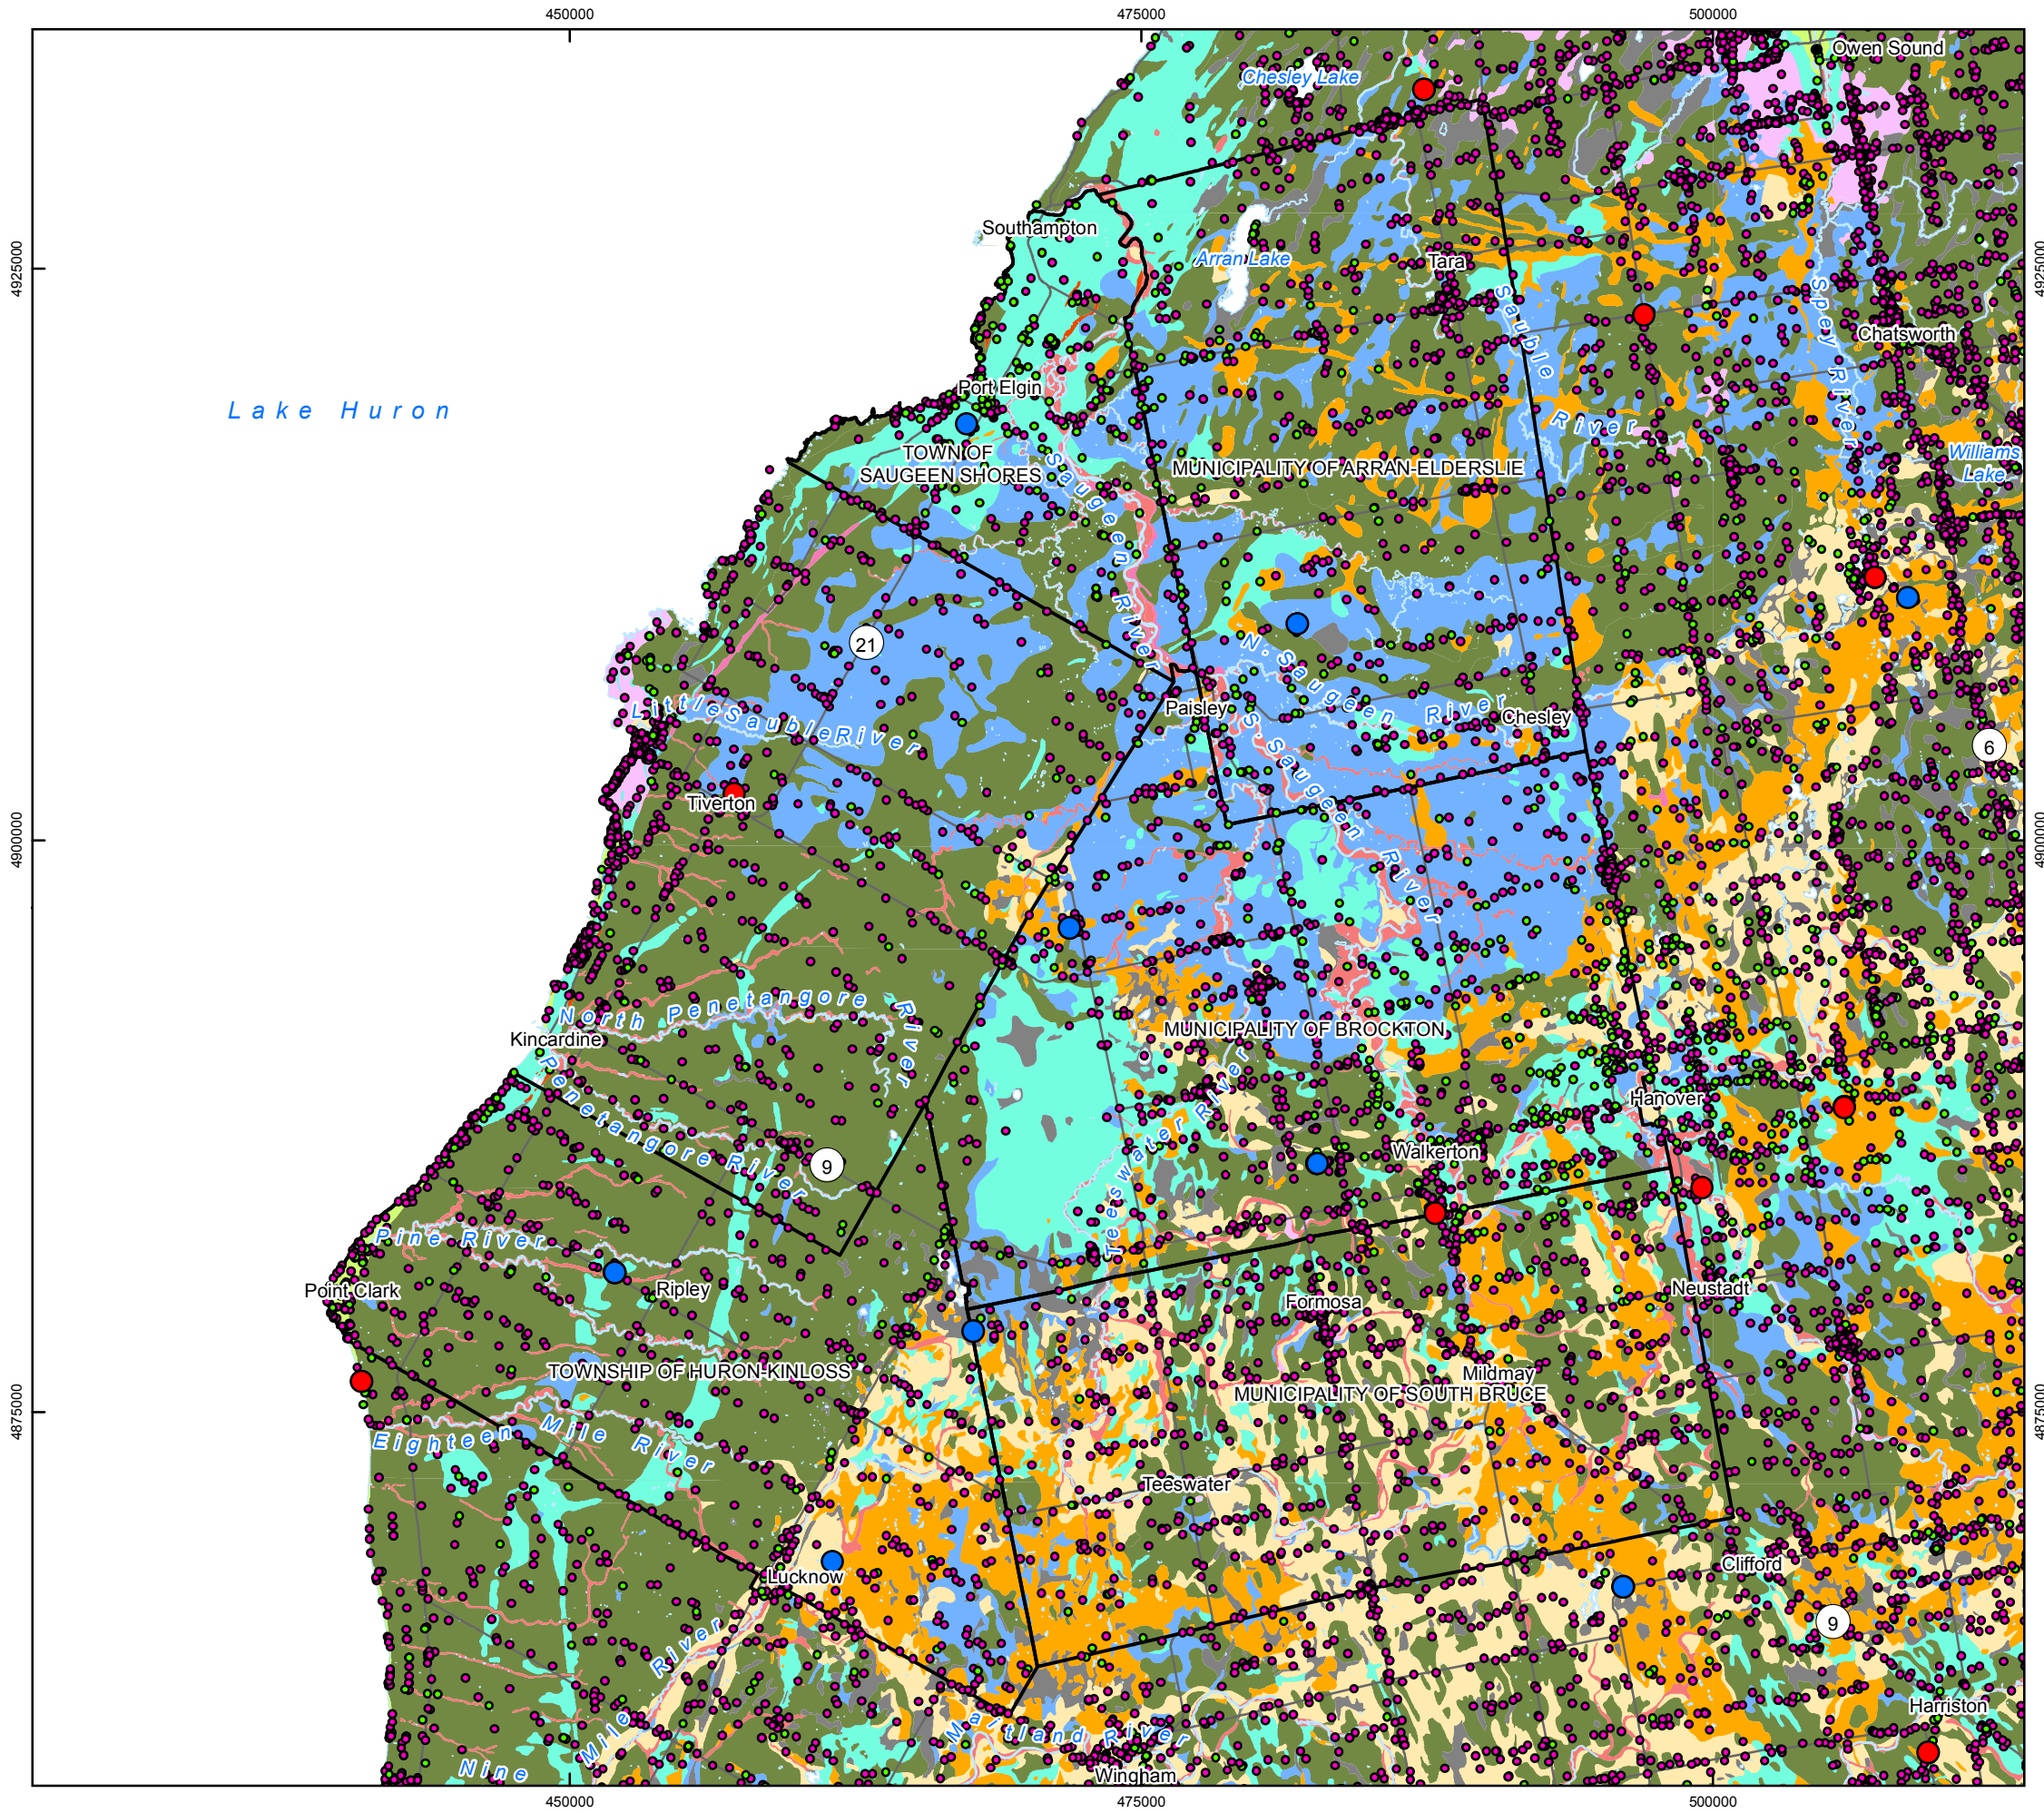 450000
475000
500000
Owen Sound
Chesley Lake
Southampton
4925000
4925000
Arran Lake
Tara
Sauble
River
Spey River
Chatsworth
Port Elgin
Lake Huron
TOWN OF
SAUGEEN SHORES
MUNICIPALITY OF ARRAN-ELDERSLIE
Williams
Lake
Saugeen
River
21
N. Saugeen River
Little Sauble River
Paisley
Chesley
S. Saugeen River
6
Tiverton
4900000
4900000
North Penetangore River
Kincardine
MUNICIPALITY OF BROCKTON
Penetangore River
Hanover
Teeswater River
Walkerton
9
Pine River
Point Clark
Ripley
Formosa
Neustadt
TOWNSHIP OF HURON-KINLOSS
Mildmay
MUNICIPALITY OF SOUTH BRUCE
4875000
4875000
Eighteen Mile River
Teeswater
Lucknow
Clifford
9
Nine Mile River
Maitland River
Harriston
Wingham
450000
475000
500000